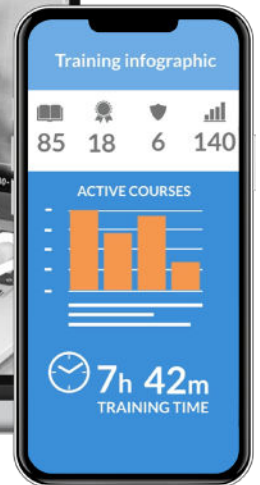 Training infographic
85 18 6 140
ACTIVE COURSES
7h 42m
TRAINING TIME